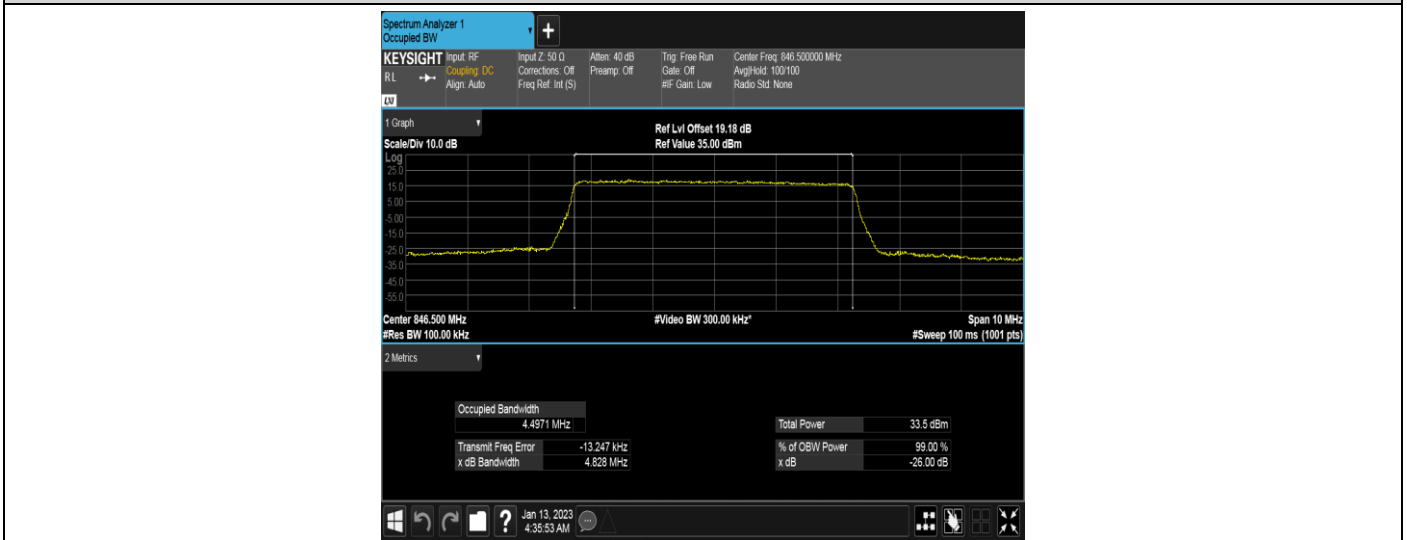 Spectrum Analyzer 1
Occupied BW
+
KEYSIGHT Input: RF Input Z: 50 Ω Atten: 40 dB Trig: Free Run Center Freq: 846.500000 MHz
RL Coupling: DC Corrections: Off Preamp: Off Gate: Off Avg|Hold: 100/100
Align: Auto Freq Ref: Int (S) #IF Gain: Low Radio Std: None
LXI
1 Graph
Ref Lvl Offset 19.18 dB
Scale/Div 10.0 dB Ref Value 35.00 dBm
Log
25.0
15.0
5.00
-5.00
-15.0
-25.0
-35.0
-45.0
-55.0
Center 846.500 MHz #Video BW 300.00 kHz* Span 10 MHz
#Res BW 100.00 kHz #Sweep 100 ms (1001 pts)
2 Metrics
Occupied Bandwidth
4.4971 MHz Total Power 33.5 dBm
Transmit Freq Error -13.247 kHz % of OBW Power 99.00 %
x dB Bandwidth 4.828 MHz x dB -26.00 dB
? Jan 13, 2023
4:35:53 AM